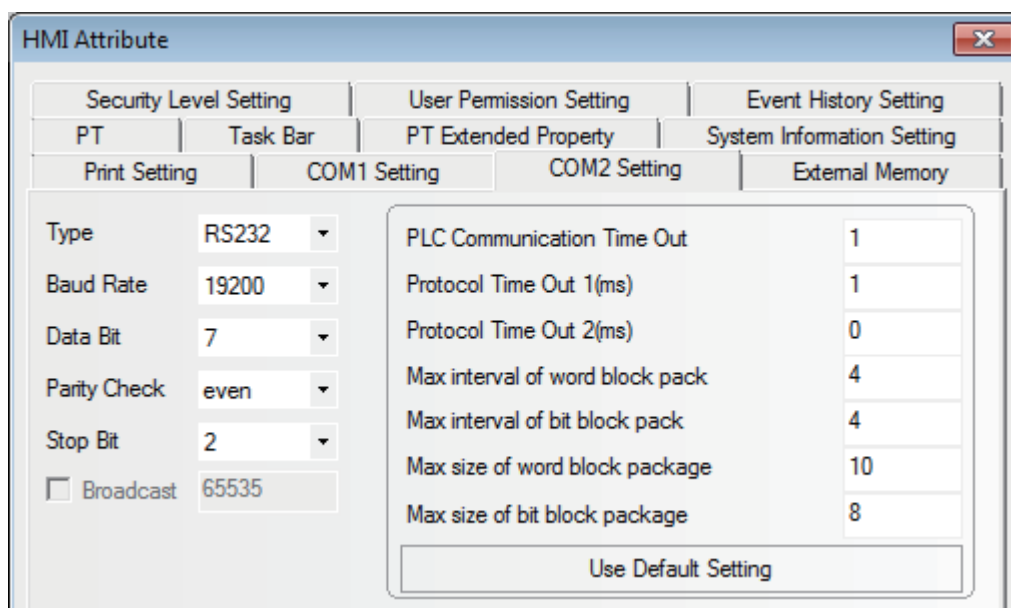 HMI Attribute
Security Level Setting User Permission Setting Event History Setting
PT Task Bar PT Extended Property System Information Setting
Print Setting COM1 Setting COM2 Setting External Memory
Type RS232
Baud Rate 19200
Data Bit 7
Parity Check even
Stop Bit 2
Broadcast 65535
PLC Communication Time Out 1
Protocol Time Out 1(ms) 1
Protocol Time Out 2(ms) 0
Max interval of word block pack 4
Max interval of bit block pack 4
Max size of word block package 10
Max size of bit block package 8
Use Default Setting